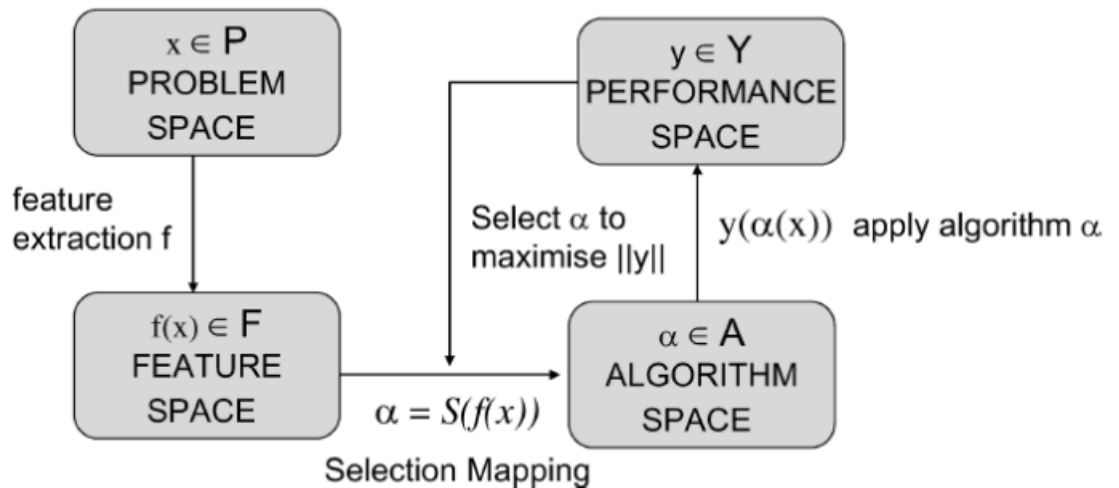 x ∈ P
PROBLEM
SPACE
y ∈ Y
PERFORMANCE
SPACE
feature
extraction f
Select α to
maximise ||y||
y(α(x)) apply algorithm α
f(x) ∈ F
FEATURE
SPACE
α = S(f(x))
Selection Mapping
α ∈ A
ALGORITHM
SPACE